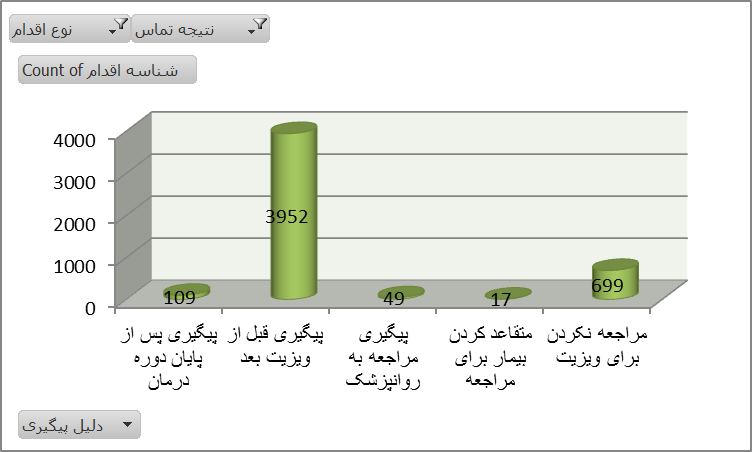 نوع اقدام
نتیجه تماس
Count of شناسه اقدام
4000
3000
2000
1000
0
109
3952
49
17
699
پیگیری پس از
پایان دوره
درمان
پیگیری قبل از
ویزیت بعد
پیگیری
مراجعه به
روانپزشک
متقاعد کردن
بیمار برای
مراجعه
مراجعه نکردن
برای ویزیت
دلیل پیگیری